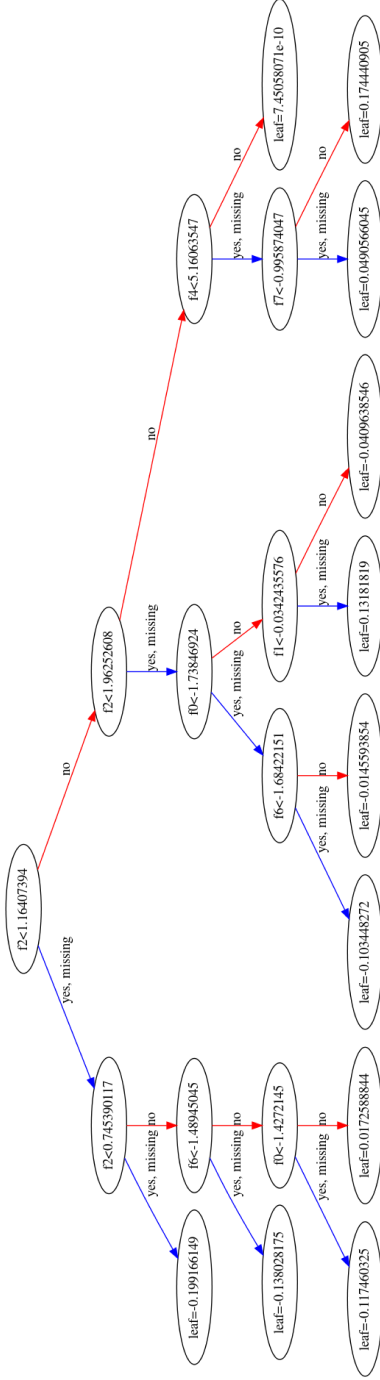 f2<1.16407394
yes, missing
no
f2<0.745390117
f2<1.96252608
yes, missing
no
yes, missing
no
leaf=-0.199166149
f6<-1.48945045
f0<-1.73846924
f4<5.16063547
yes, missing
no
yes, missing
no
yes, missing
no
leaf=-0.138028175
f0<-1.4272145
f6<-1.68422151
f1<-0.0342435576
f7<-0.995874047
leaf=7.45058071e-10
yes, missing
no
yes, missing
no
yes, missing
no
yes, missing
no
leaf=-0.117460325
leaf=0.0172588844
leaf=-0.103448272
leaf=-0.0145593854
leaf=0.13181819
leaf=-0.0409638546
leaf=0.0490566045
leaf=0.174440905